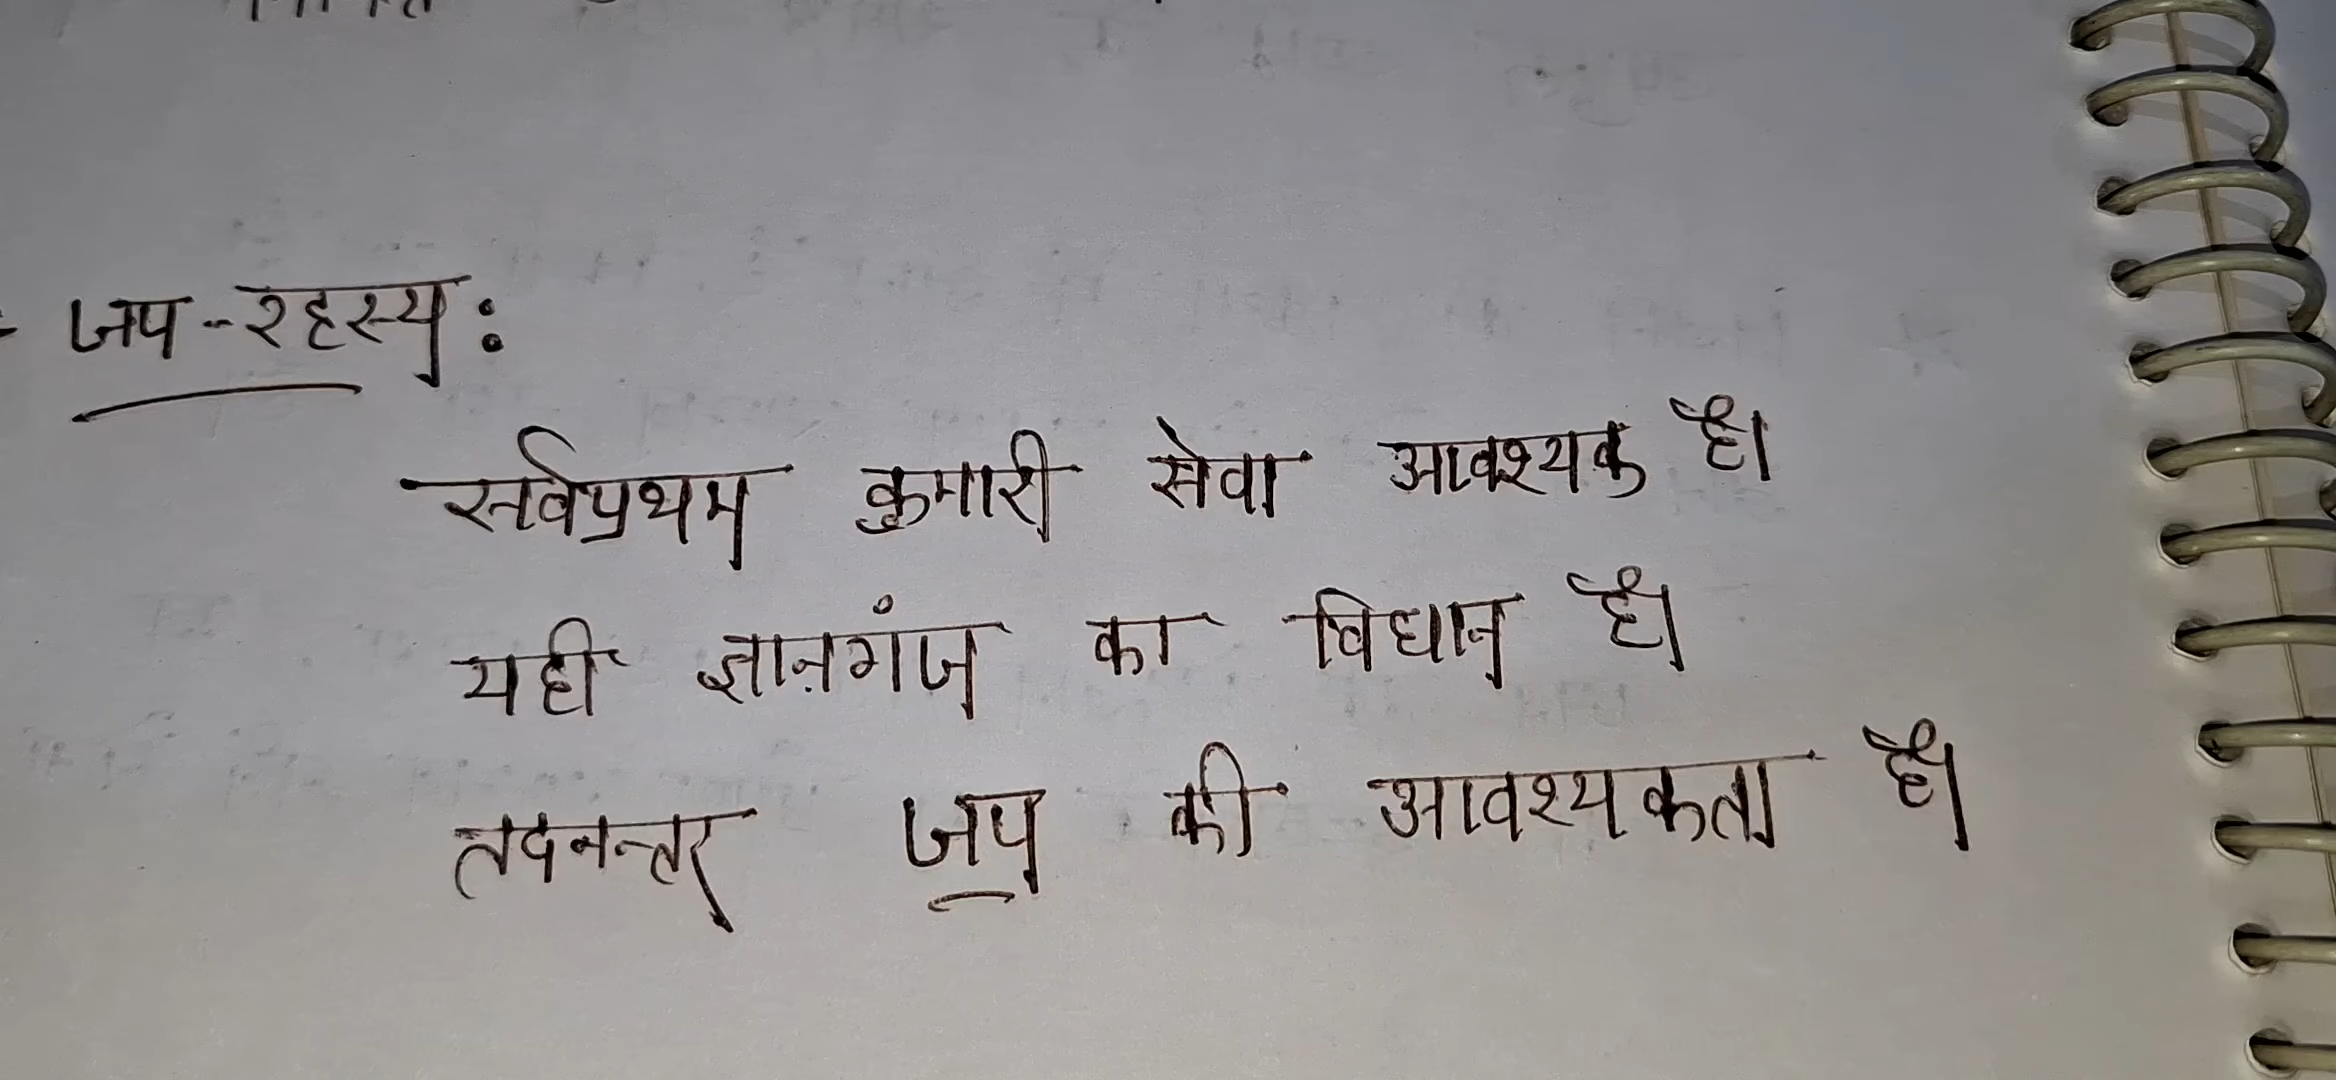 - जप-रहस्य :
सर्वप्रथम कुमारी सेवा आवश्यक है।
यही ज्ञानगंज का विधान है।
तदनन्तर जप की आवश्यकता है।